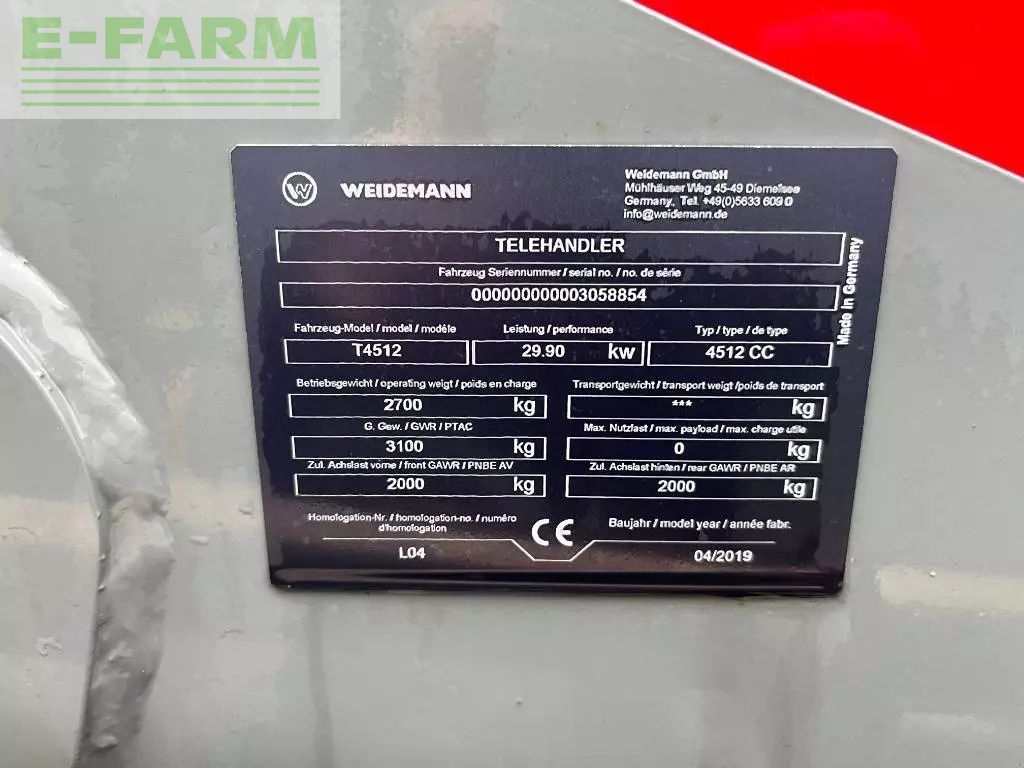 E-FARM
WEIDEMANN
Weidemann GmbH
Mühlhäuser Weg 45-49 Diemelsee
Germany, Tel. +49(0)5633 609 0
info@weidemann.de
TELEHANDLER
Fahrzeug Seriennummer / serial no. / no. de série
000000000003058854
Made in Germany
Fahrzeug-Model / model / modèle
Leistung / performance
Typ / type / de type
T4512
29.90 kw
4512 CC
Betriebsgewicht / operating weigt / poids en charge
Transportgewicht / transport weigt /poids de transport
2700 kg
*** kg
G. Gew. / GWR / PTAC
Max. Nutzlast / max. payload / max. charge utile
3100 kg
0 kg
Zul. Achslast vorne / front GAWR / PNBE AV
Zul. Achslast hinten / rear GAWR / PNBE AR
2000 kg
2000 kg
Homologation-Nr. / homologation-no. / numéro
d'homologation
CE
Baujahr / model year / année fabr.
L04
04/2019